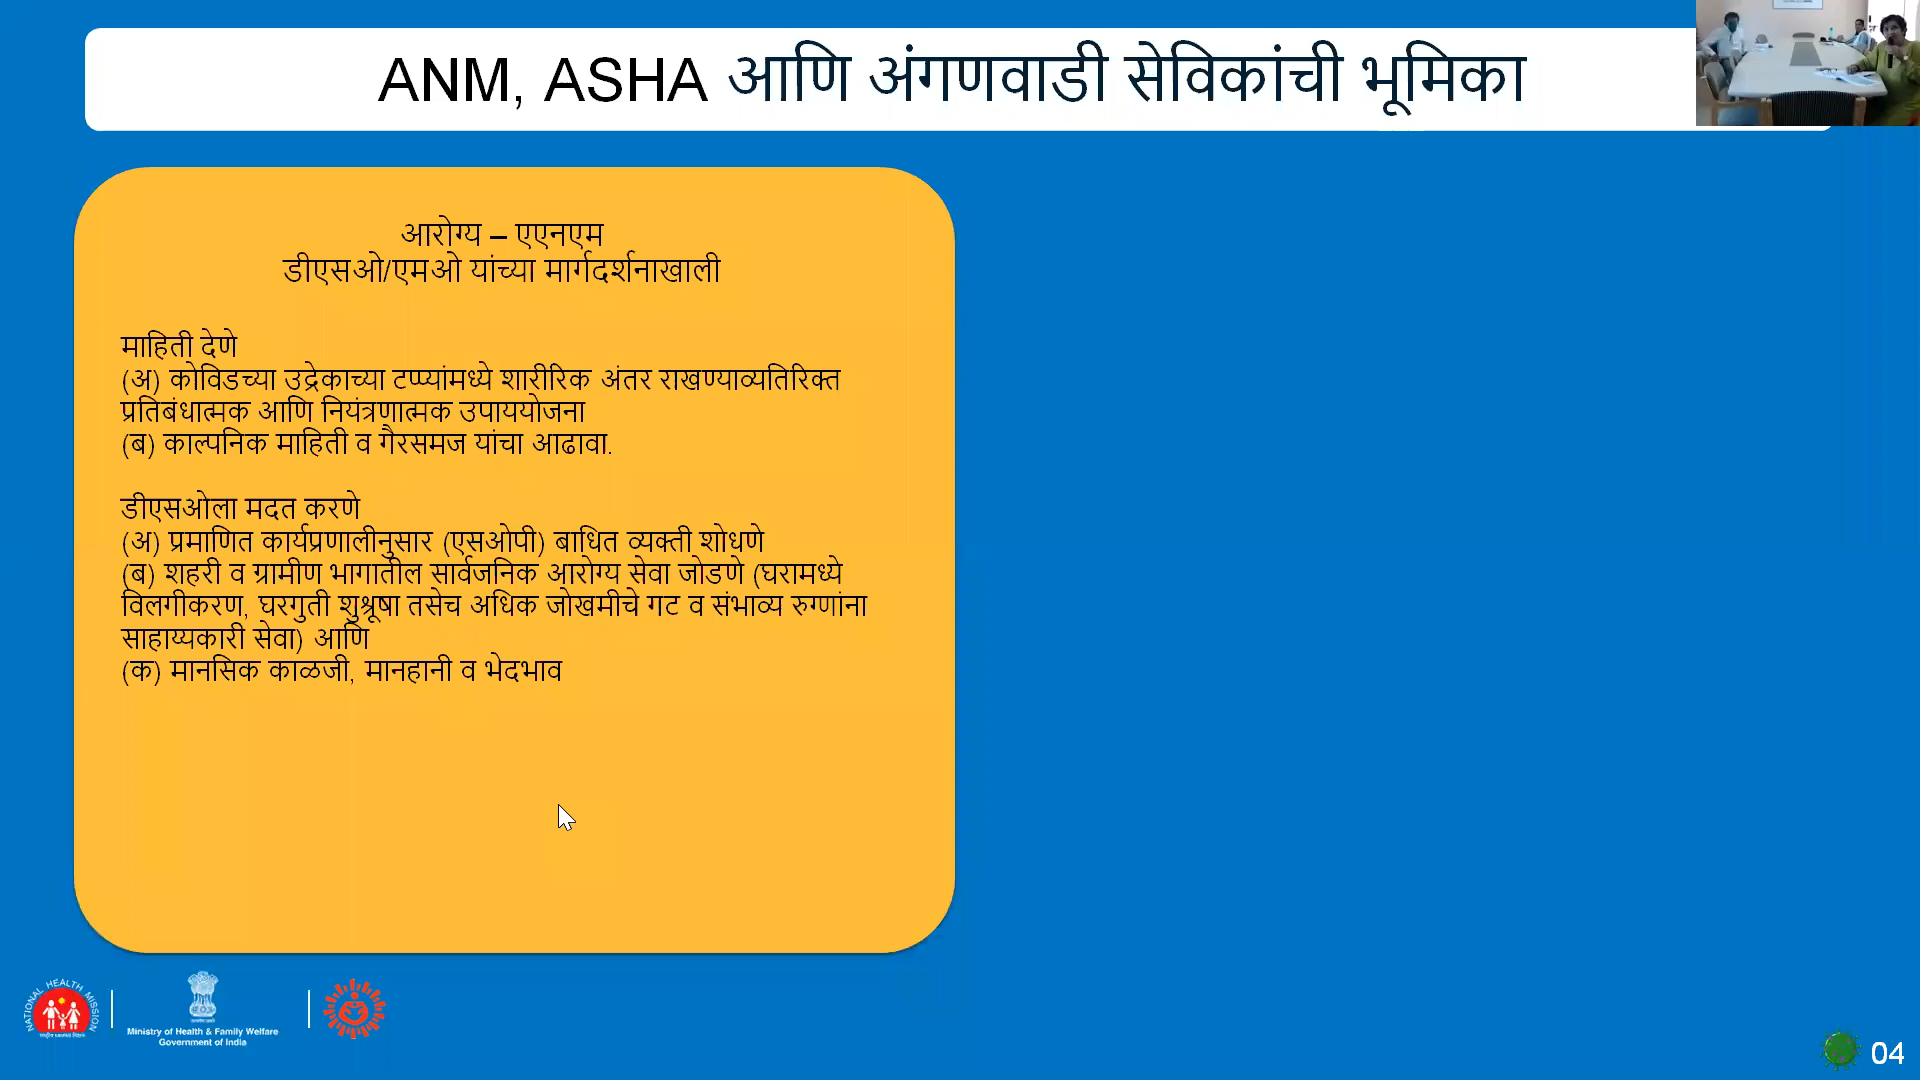 ANM, ASHA आणि अंगणवाडी सेविकांची भूमिका
आरोग्य – एएनएम
डीएसओ/एमओ यांच्या मार्गदर्शनाखाली
माहिती देणे
(अ) कोविडच्या उद्रेकाच्या टप्प्यांमध्ये शारीरिक अंतर राखण्याव्यतिरिक्त
प्रतिबंधात्मक आणि नियंत्रणात्मक उपाययोजना
(ब) काल्पनिक माहिती व गैरसमज यांचा आढावा.
डीएसओला मदत करणे
(अ) प्रमाणित कार्यप्रणालीनुसार (एसओपी) बाधित व्यक्ती शोधणे
(ब) शहरी व ग्रामीण भागातील सार्वजनिक आरोग्य सेवा जोडणे (घरामध्ये
विलगीकरण, घरगुती शुश्रूषा तसेच अधिक जोखमीचे गट व संभाव्य रुग्णांना
साहाय्यकारी सेवा) आणि
(क) मानसिक काळजी, मानहानी व भेदभाव
NATIONAL HEALTH MISSION
Ministry of Health & Family Welfare
Government of India
04